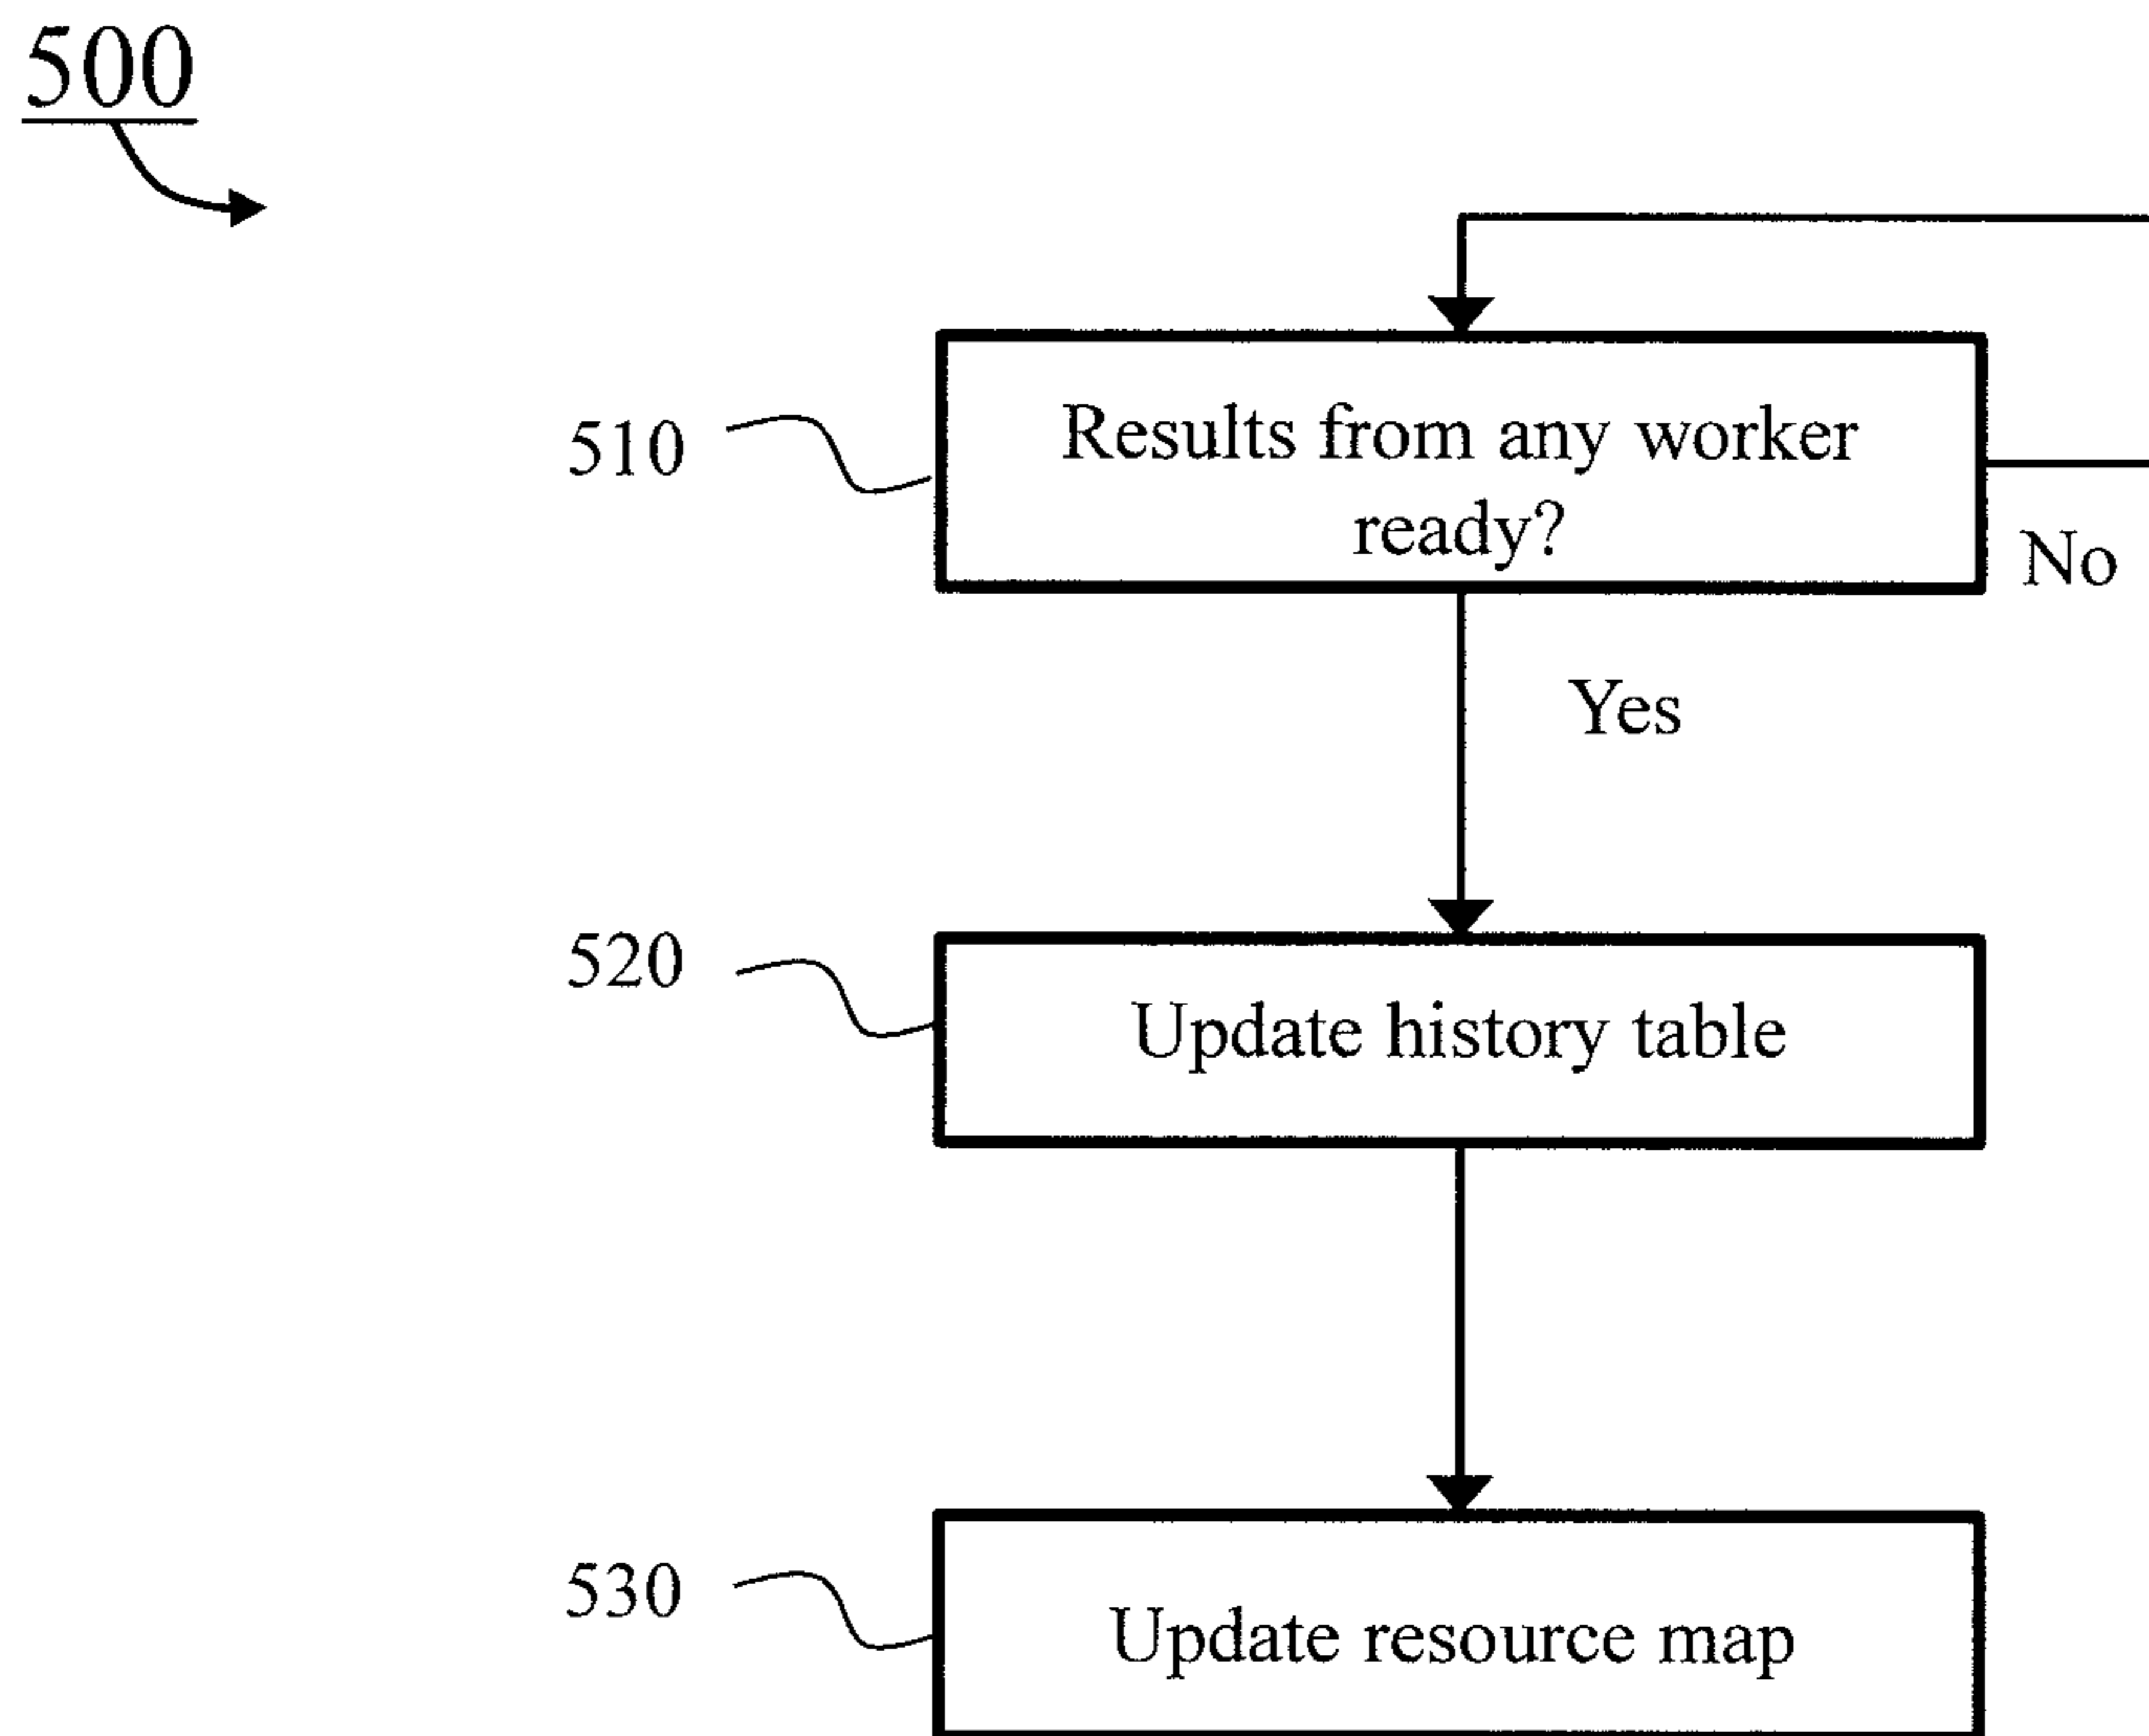 500
510
Results from any worker
ready?
No
Yes
520
Update history table
530
Update resource map